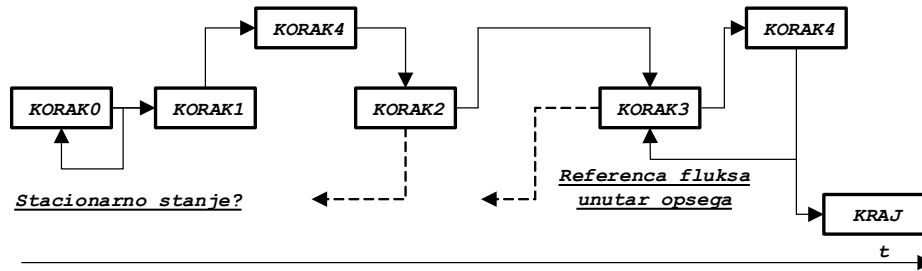 KORAK4
KORAK4
KORAK0
KORAK1
KORAK2
KORAK3
Stacionarno stanje?
Referenca fluksa
unutar opsega
KRAJ
t